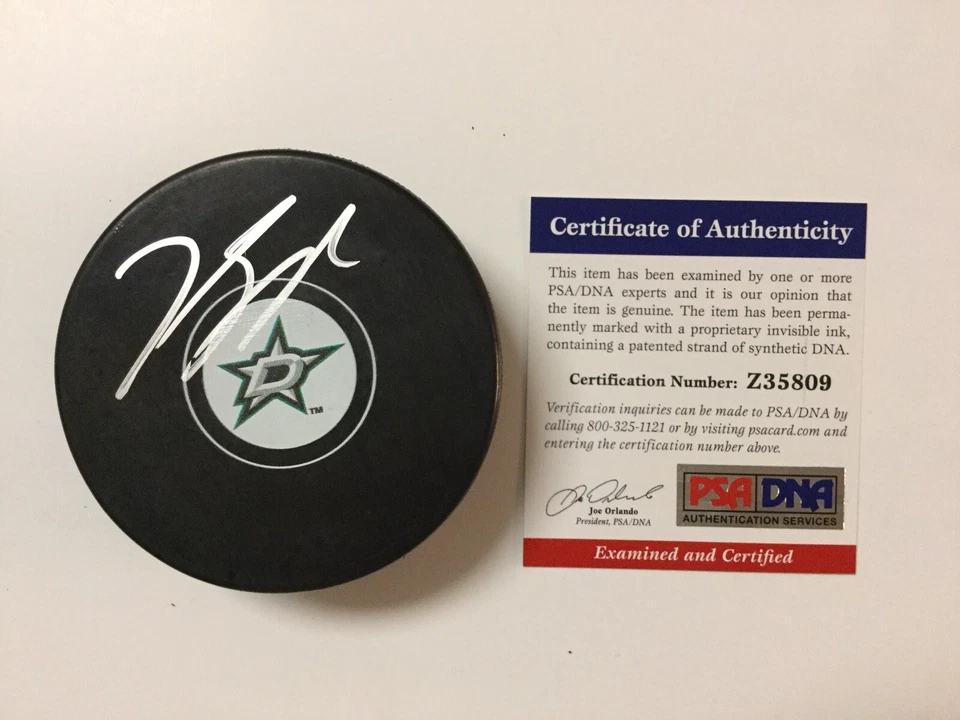 D
TM
Certificate of Authenticity
This item has been examined by one or more
PSA/DNA experts and it is our opinion that
the item is genuine. The item has been perma-
nently marked with a proprietary invisible ink,
containing a patented strand of synthetic DNA.
Certification Number: Z35809
Verification inquiries can be made to PSA/DNA by
calling 800-325-1121 or by visiting psacard.com and
entering the certification number above.
Joe Orlando
President, PSA/DNA
PSA DNA
AUTHENTICATION SERVICES
Examined and Certified